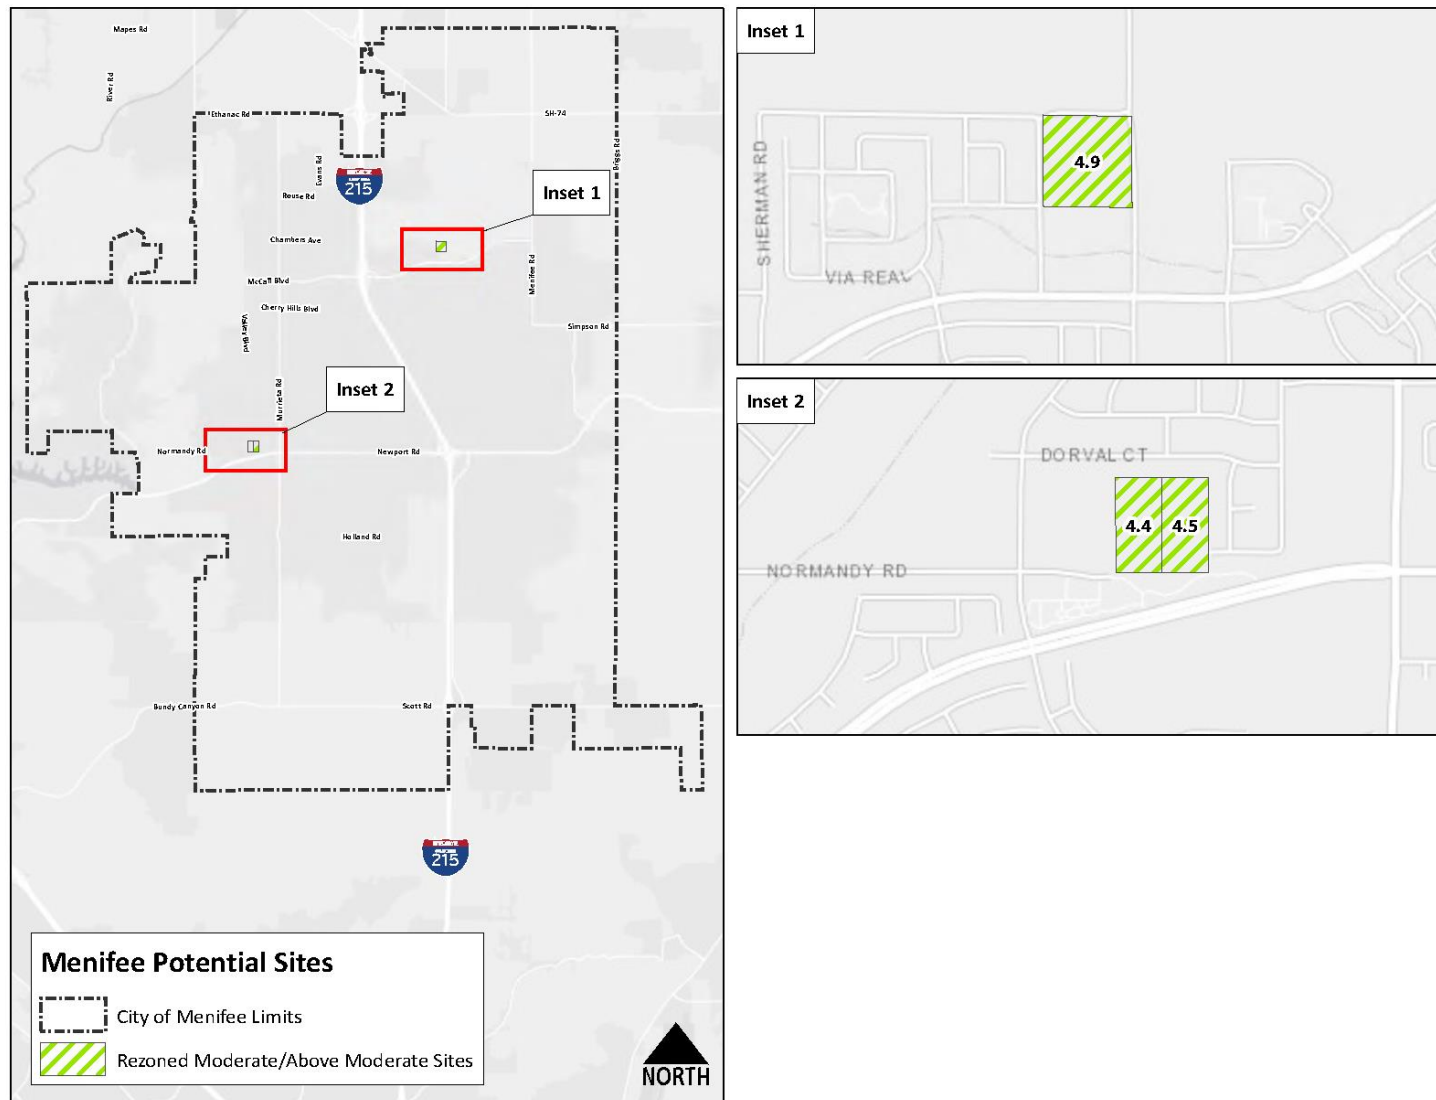 Mapes Rd
River Rd
Ethanac Rd
SH-74
Briggs Rd
Evans Rd
215
Rouse Rd
Inset 1
Chambers Ave
McCall Blvd
Menifee Rd
Cherry Hills Blvd
Valley Blvd
Simpson Rd
Inset 2
Murrieta Rd
Normandy Rd
Newport Rd
Holland Rd
Bundy Canyon Rd
Scott Rd
215
Menifee Potential Sites
City of Menifee Limits
Rezoned Moderate/Above Moderate Sites
NORTH
Inset 1
4.9
SHERMAN RD
VIA REAL
Inset 2
DORVAL CT
4.4
4.5
NORMANDY RD